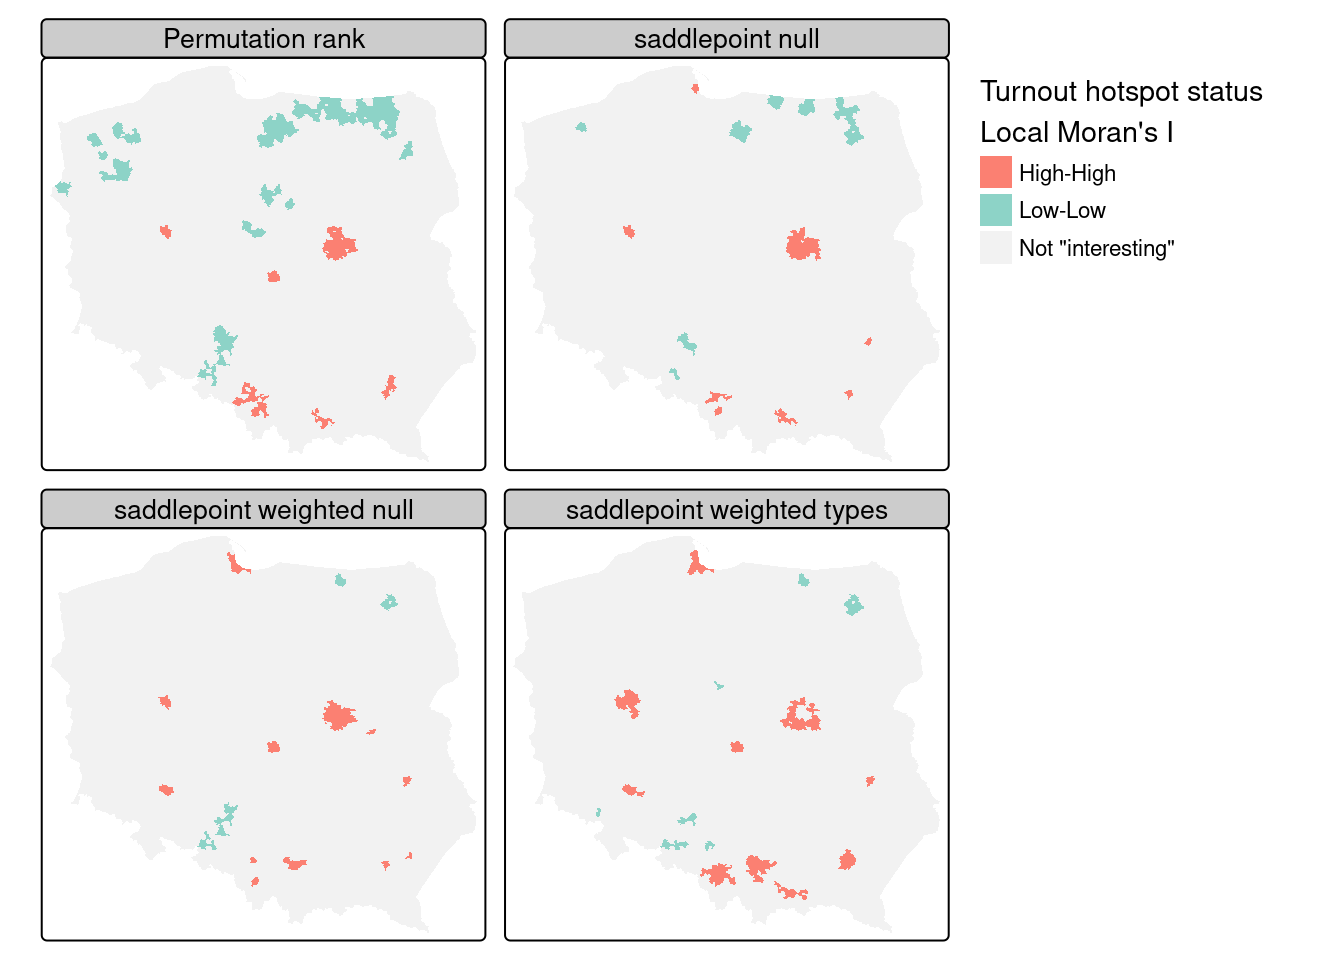 Permutation rank
saddlepoint null
Turnout hotspot status
Local Moran's I
High-High
Low-Low
Not "interesting"
saddlepoint weighted null
saddlepoint weighted types